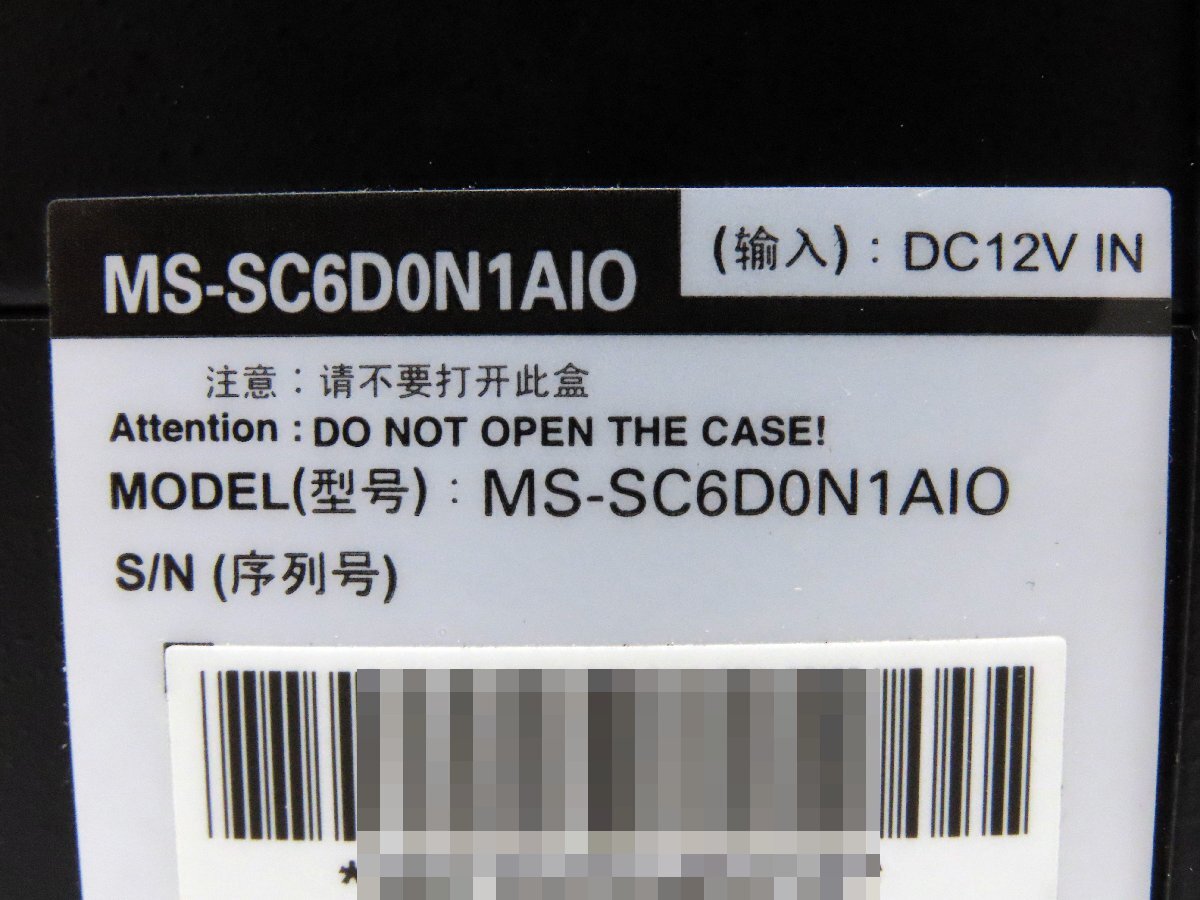 MS-SC6D0N1AIO
(输入) : DC12V IN
注意：请不要打开此盒
Attention : DO NOT OPEN THE CASE!
MODEL(型号) : MS-SC6D0N1AIO
S/N (序列号)
*